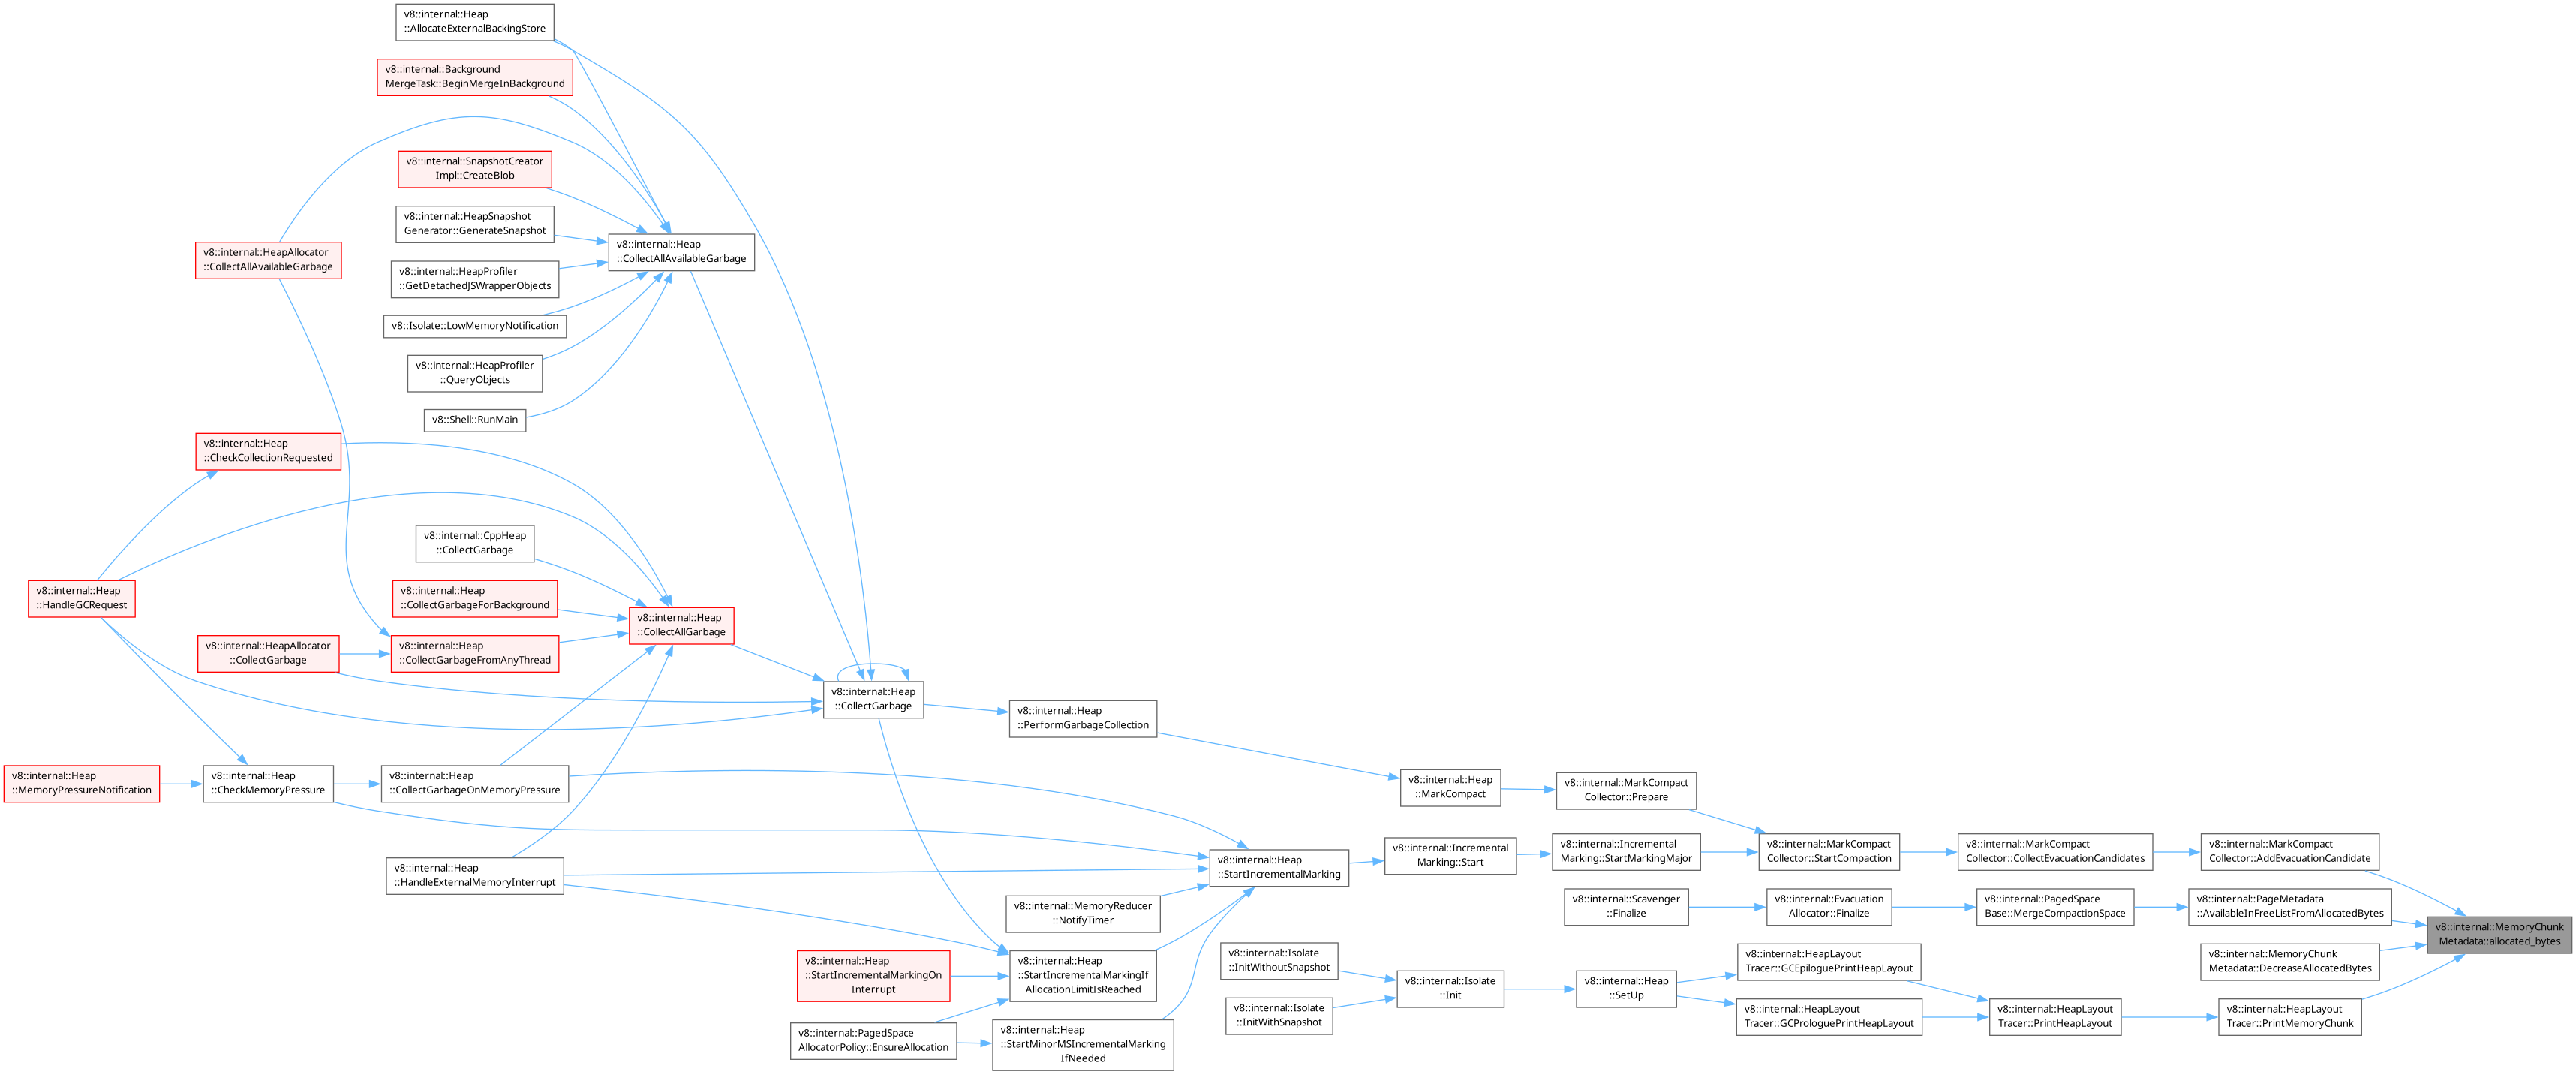 v8::internal::Heap
::AllocateExternalBackingStore
v8::internal::Background
MergeTask::BeginMergeInBackground
v8::internal::SnapshotCreator
Impl::CreateBlob
v8::internal::HeapSnapshot
Generator::GenerateSnapshot
v8::internal::HeapAllocator
::CollectAllAvailableGarbage
v8::internal::HeapProfiler
::GetDetachedJSWrapperObjects
v8::internal::Heap
::CollectAllAvailableGarbage
v8::Isolate::LowMemoryNotification
v8::internal::HeapProfiler
::QueryObjects
v8::Shell::RunMain
v8::internal::Heap
::CheckCollectionRequested
v8::internal::CppHeap
::CollectGarbage
v8::internal::Heap
::HandleGCRequest
v8::internal::Heap
::CollectGarbageForBackground
v8::internal::Heap
::CollectAllGarbage
v8::internal::HeapAllocator
::CollectGarbage
v8::internal::Heap
::CollectGarbageFromAnyThread
v8::internal::Heap
::CollectGarbage
v8::internal::Heap
::PerformGarbageCollection
v8::internal::Heap
::MemoryPressureNotification
v8::internal::Heap
::CheckMemoryPressure
v8::internal::Heap
::CollectGarbageOnMemoryPressure
v8::internal::Heap
::MarkCompact
v8::internal::MarkCompact
Collector::Prepare
v8::internal::Heap
::HandleExternalMemoryInterrupt
v8::internal::Heap
::StartIncrementalMarking
v8::internal::Incremental
Marking::Start
v8::internal::Incremental
Marking::StartMarkingMajor
v8::internal::MarkCompact
Collector::StartCompaction
v8::internal::MarkCompact
Collector::CollectEvacuationCandidates
v8::internal::MarkCompact
Collector::AddEvacuationCandidate
v8::internal::MemoryReducer
::NotifyTimer
v8::internal::Scavenger
::Finalize
v8::internal::Evacuation
Allocator::Finalize
v8::internal::PagedSpace
Base::MergeCompactionSpace
v8::internal::PageMetadata
::AvailableInFreeListFromAllocatedBytes
v8::internal::MemoryChunk
Metadata::allocated_bytes
v8::internal::Heap
::StartIncrementalMarkingOn
Interrupt
v8::internal::Heap
::StartIncrementalMarkingIf
AllocationLimitIsReached
v8::internal::Isolate
::InitWithoutSnapshot
v8::internal::Isolate
::Init
v8::internal::Heap
::SetUp
v8::internal::HeapLayout
Tracer::GCEpiloguePrintHeapLayout
v8::internal::MemoryChunk
Metadata::DecreaseAllocatedBytes
v8::internal::PagedSpace
AllocatorPolicy::EnsureAllocation
v8::internal::Heap
::StartMinorMSIncrementalMarking
IfNeeded
v8::internal::Isolate
::InitWithSnapshot
v8::internal::HeapLayout
Tracer::GCProloguePrintHeapLayout
v8::internal::HeapLayout
Tracer::PrintHeapLayout
v8::internal::HeapLayout
Tracer::PrintMemoryChunk